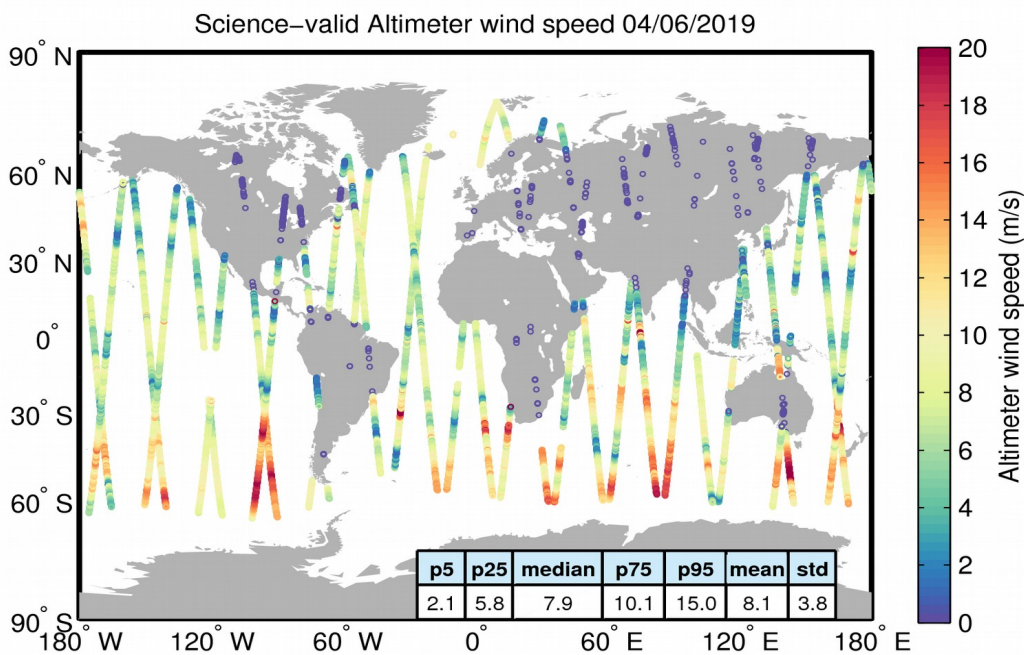 Science−valid Altimeter wind speed 04/06/2019
90° N
60° N
30° N
0°
30° S
60° S
90° S
180° W 120° W 60° W 0° 60° E 120° E 180° E
p5 p25 median p75 p95 mean std
2.1 5.8 7.9 10.1 15.0 8.1 3.8
20
18
16
14
12
10
8
6
4
2
0
Altimeter wind speed (m/s)